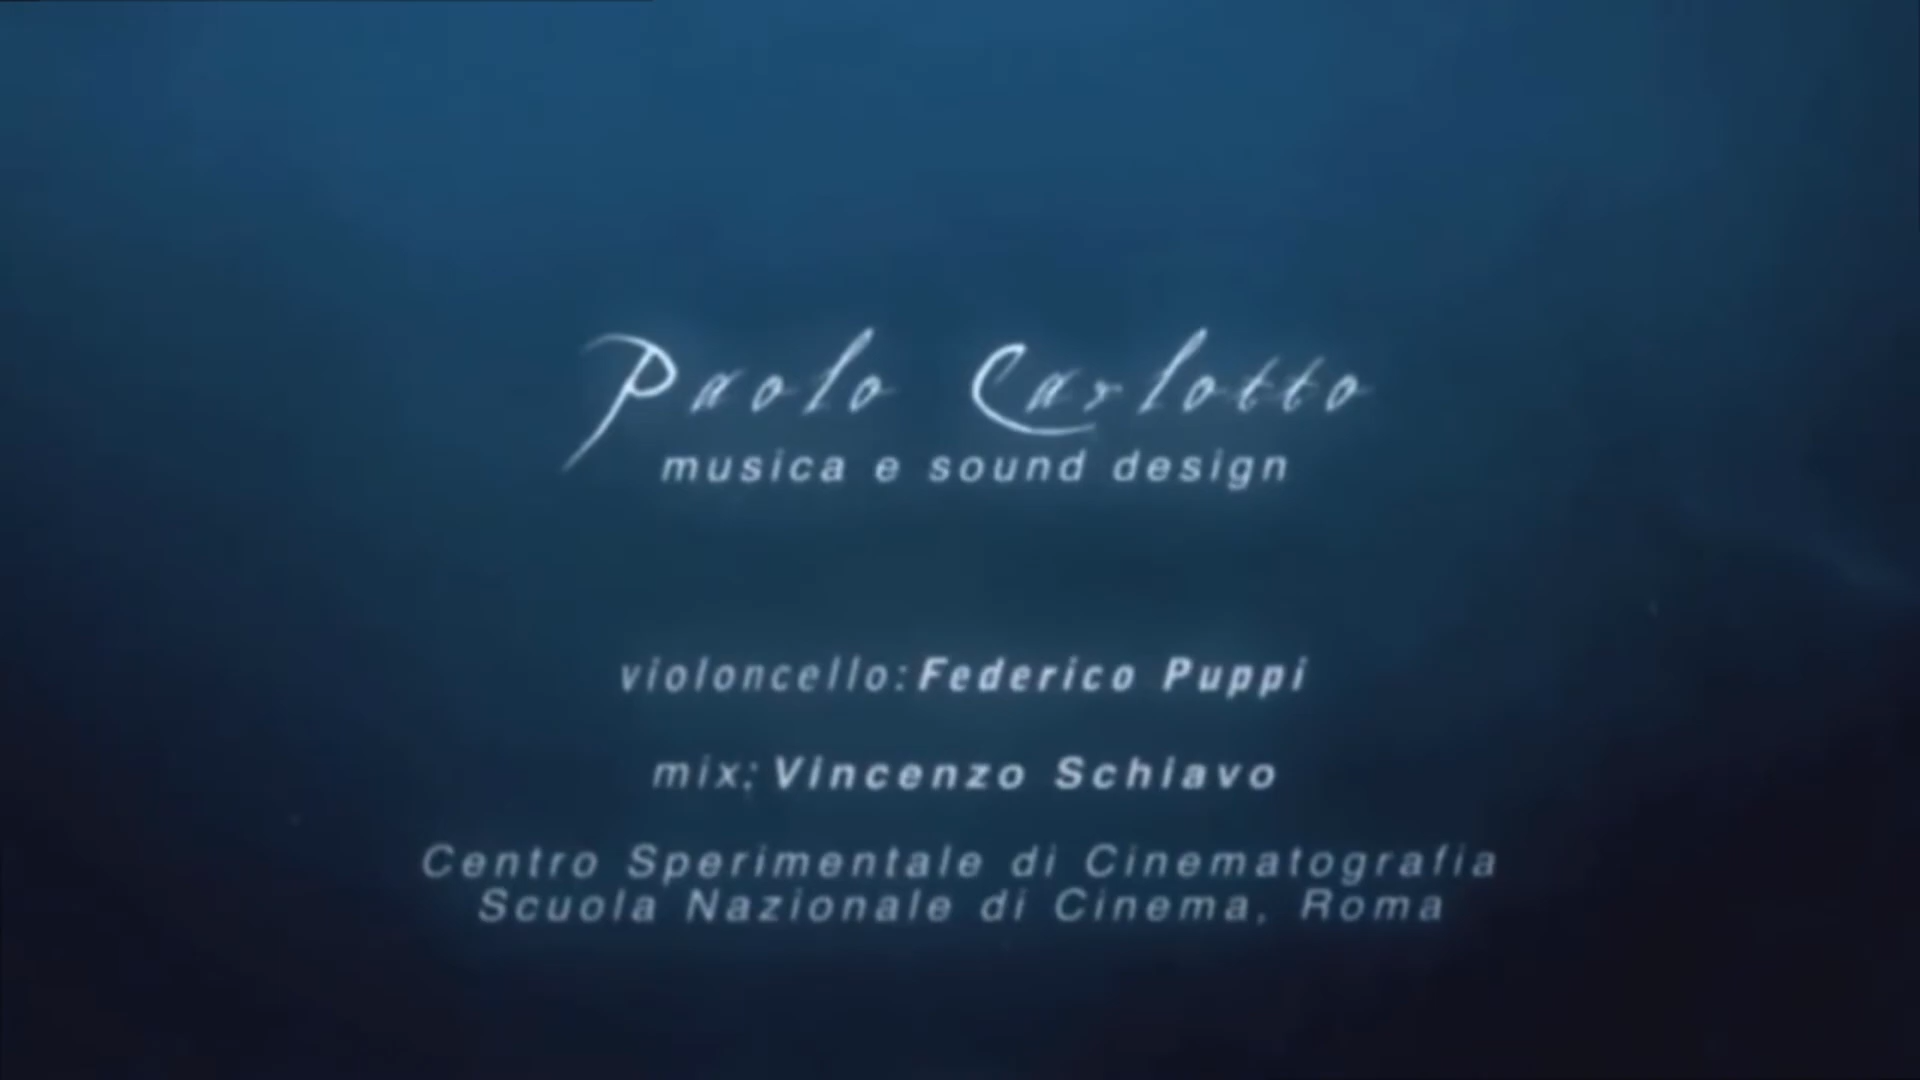 Paolo Carlotto
musica e sound design
violoncello: Federico Puppi
mix: Vincenzo Schiavo
Centro Sperimentale di Cinematografia
Scuola Nazionale di Cinema, Roma